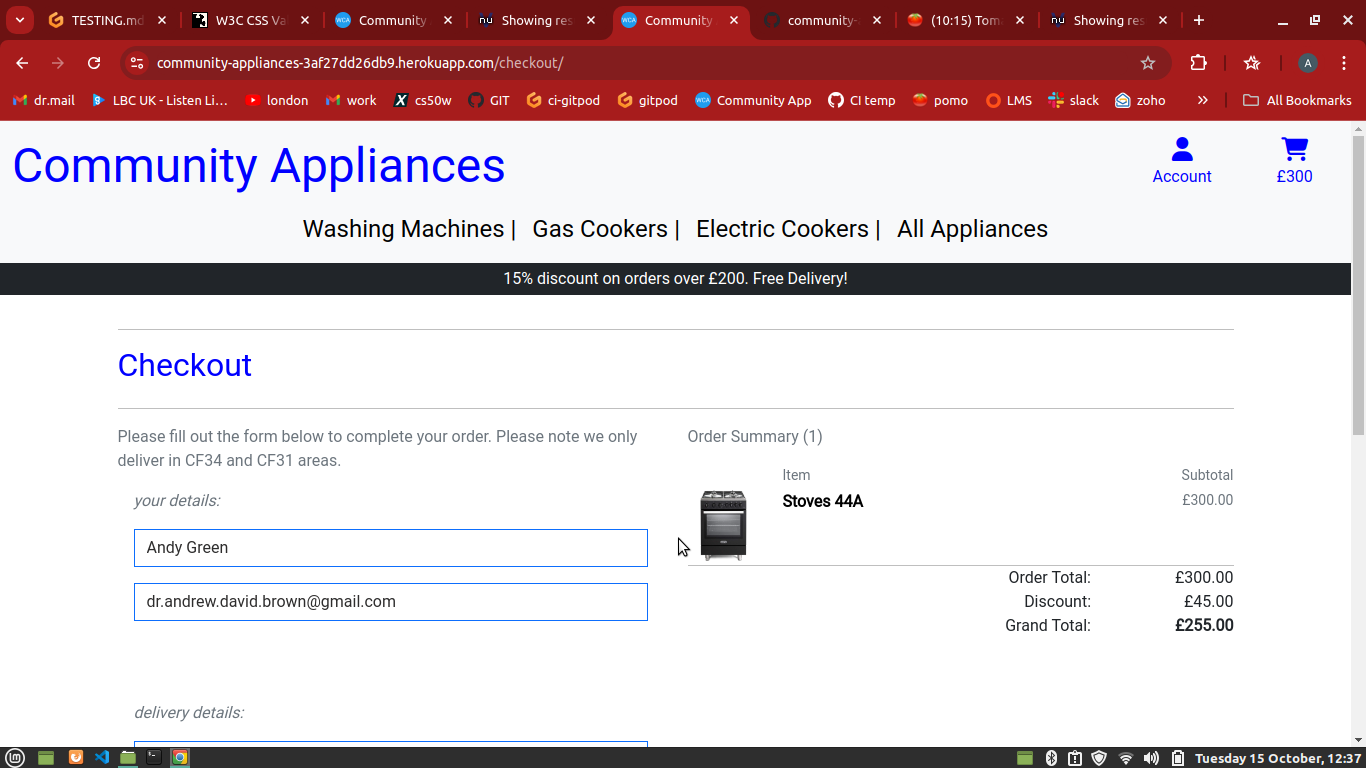 TESTING.md
W3C CSS Va
Community
Showing res
Community
community-
(10:15) Tom
Showing res
community-appliances-3af27dd26db9.herokuapp.com/checkout/
A
dr.mail
LBC UK - Listen Li...
london
work
cs50w
GIT
ci-gitpod
gitpod
Community App
CI temp
pomo
LMS
slack
zoho
All Bookmarks
Community Appliances
Account
£300
Washing Machines | Gas Cookers | Electric Cookers | All Appliances
15% discount on orders over £200. Free Delivery!
Checkout
Please fill out the form below to complete your order. Please note we only
deliver in CF34 and CF31 areas.
your details:
Andy Green
dr.andrew.david.brown@gmail.com
delivery details:
Order Summary (1)
Item Subtotal
Stoves 44A £300.00
Order Total: £300.00
Discount: £45.00
Grand Total: £255.00
Tuesday 15 October, 12:37